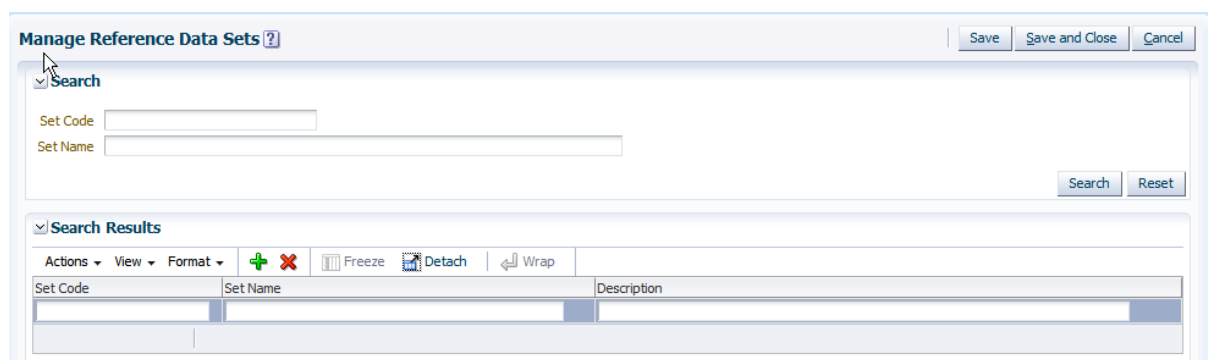 Manage Reference Data Sets ? Save Save and Close Cancel
Search
Set Code
Set Name
Search Reset
Search Results
Actions View Format Freeze Detach Wrap
Set Code Set Name Description